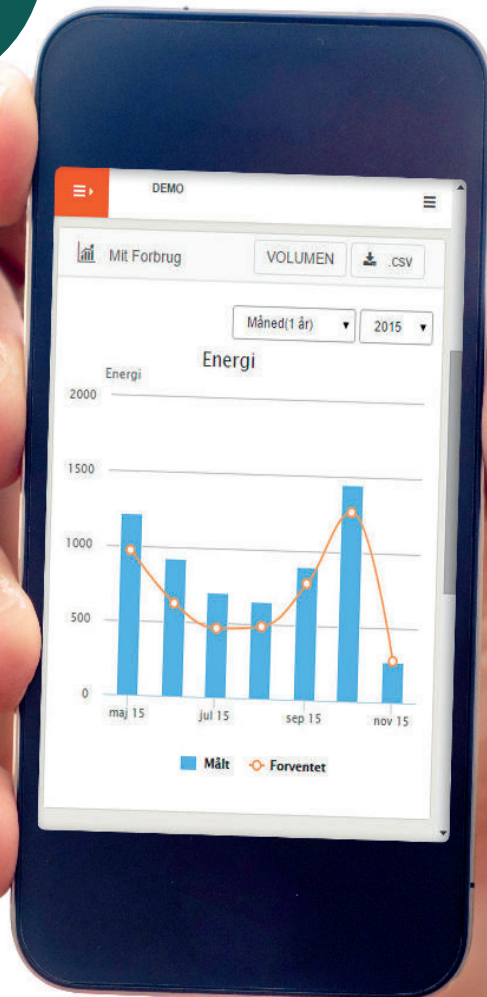 DEMO
Mit Forbrug
VOLUMEN
.csv
Måned(1 år)
2015
Energi
Energi
2000
1500
1000
500
0
maj 15
jul 15
sep 15
nov 15
Målt
Forventet